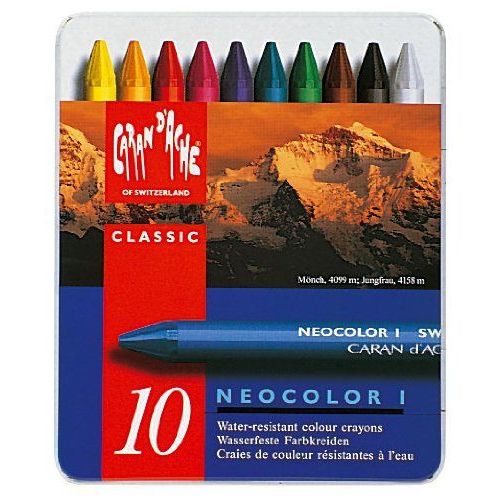 CARAN D'ACHE®
OF SWITZERLAND
CLASSIC
Mönch, 4099 m; Jungfrau, 4158 m
NEOCOLOR I SW
CARAN d'AC
10
NEOCOLOR I
Water-resistant colour crayons
Wasserfeste Farbkreiden
Craies de couleur résistantes à l'eau